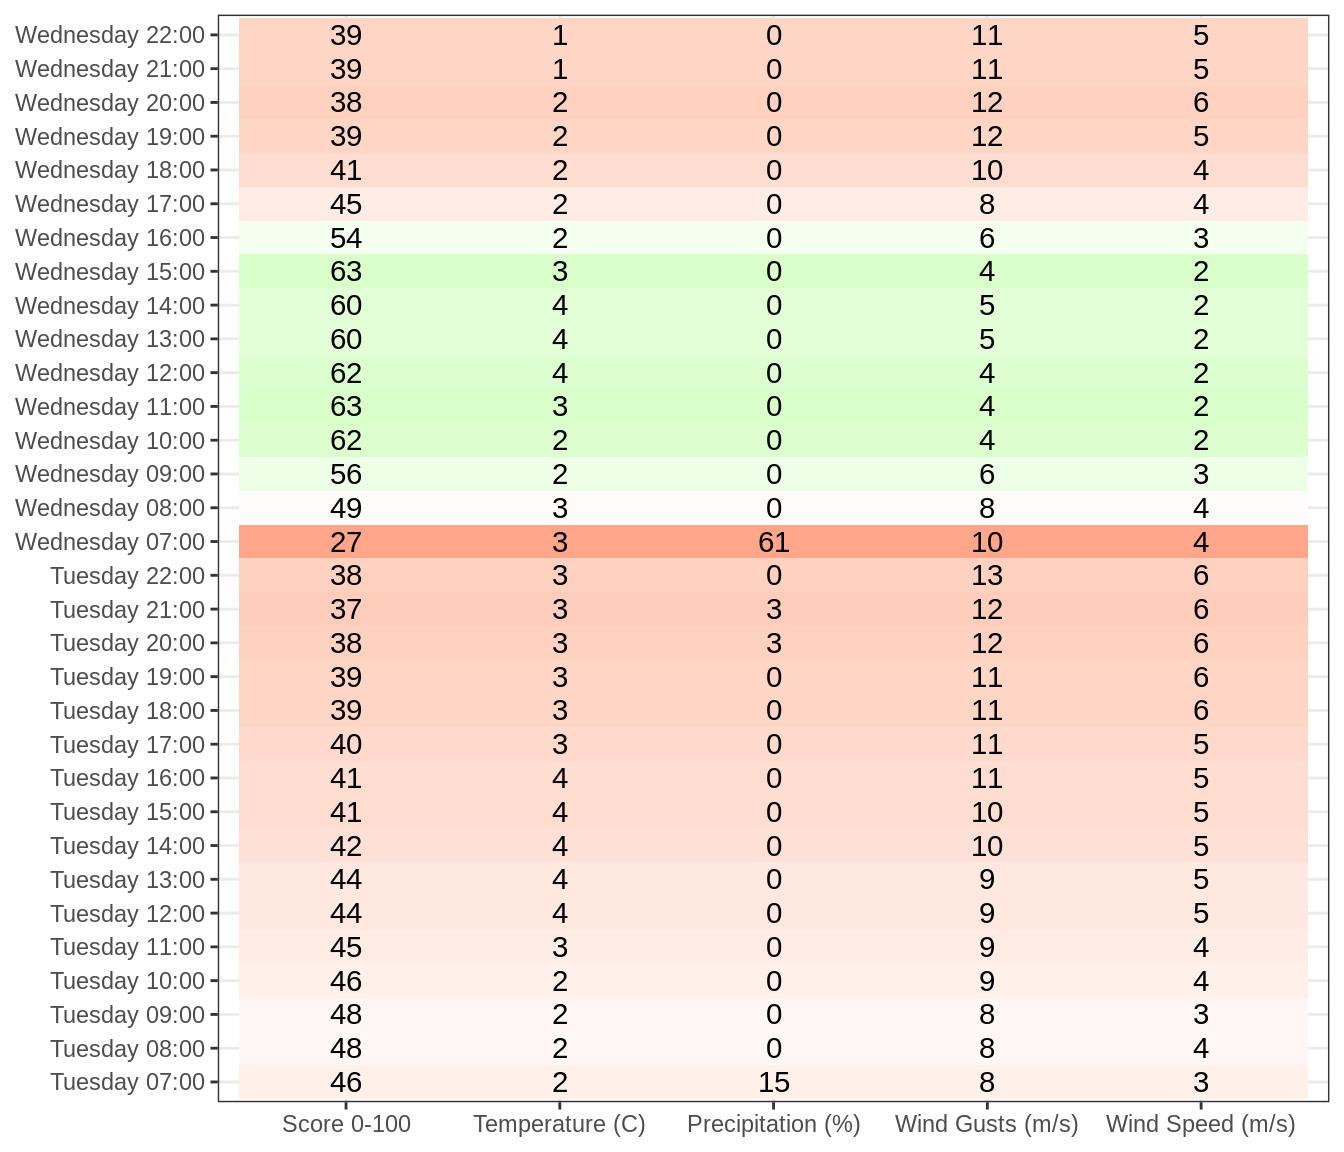 Wednesday 22:00 39 1 0 11 5
Wednesday 21:00 39 1 0 11 5
Wednesday 20:00 38 2 0 12 6
Wednesday 19:00 39 2 0 12 5
Wednesday 18:00 41 2 0 10 4
Wednesday 17:00 45 2 0 8 4
Wednesday 16:00 54 2 0 6 3
Wednesday 15:00 63 3 0 4 2
Wednesday 14:00 60 4 0 5 2
Wednesday 13:00 60 4 0 5 2
Wednesday 12:00 62 4 0 4 2
Wednesday 11:00 63 3 0 4 2
Wednesday 10:00 62 2 0 4 2
Wednesday 09:00 56 2 0 6 3
Wednesday 08:00 49 3 0 8 4
Wednesday 07:00 27 3 61 10 4
Tuesday 22:00 38 3 0 13 6
Tuesday 21:00 37 3 3 12 6
Tuesday 20:00 38 3 3 12 6
Tuesday 19:00 39 3 0 11 6
Tuesday 18:00 39 3 0 11 6
Tuesday 17:00 40 3 0 11 5
Tuesday 16:00 41 4 0 11 5
Tuesday 15:00 41 4 0 10 5
Tuesday 14:00 42 4 0 10 5
Tuesday 13:00 44 4 0 9 5
Tuesday 12:00 44 4 0 9 5
Tuesday 11:00 45 3 0 9 4
Tuesday 10:00 46 2 0 9 4
Tuesday 09:00 48 2 0 8 3
Tuesday 08:00 48 2 0 8 4
Tuesday 07:00 46 2 15 8 3
Score 0-100 Temperature (C) Precipitation (%) Wind Gusts (m/s) Wind Speed (m/s)